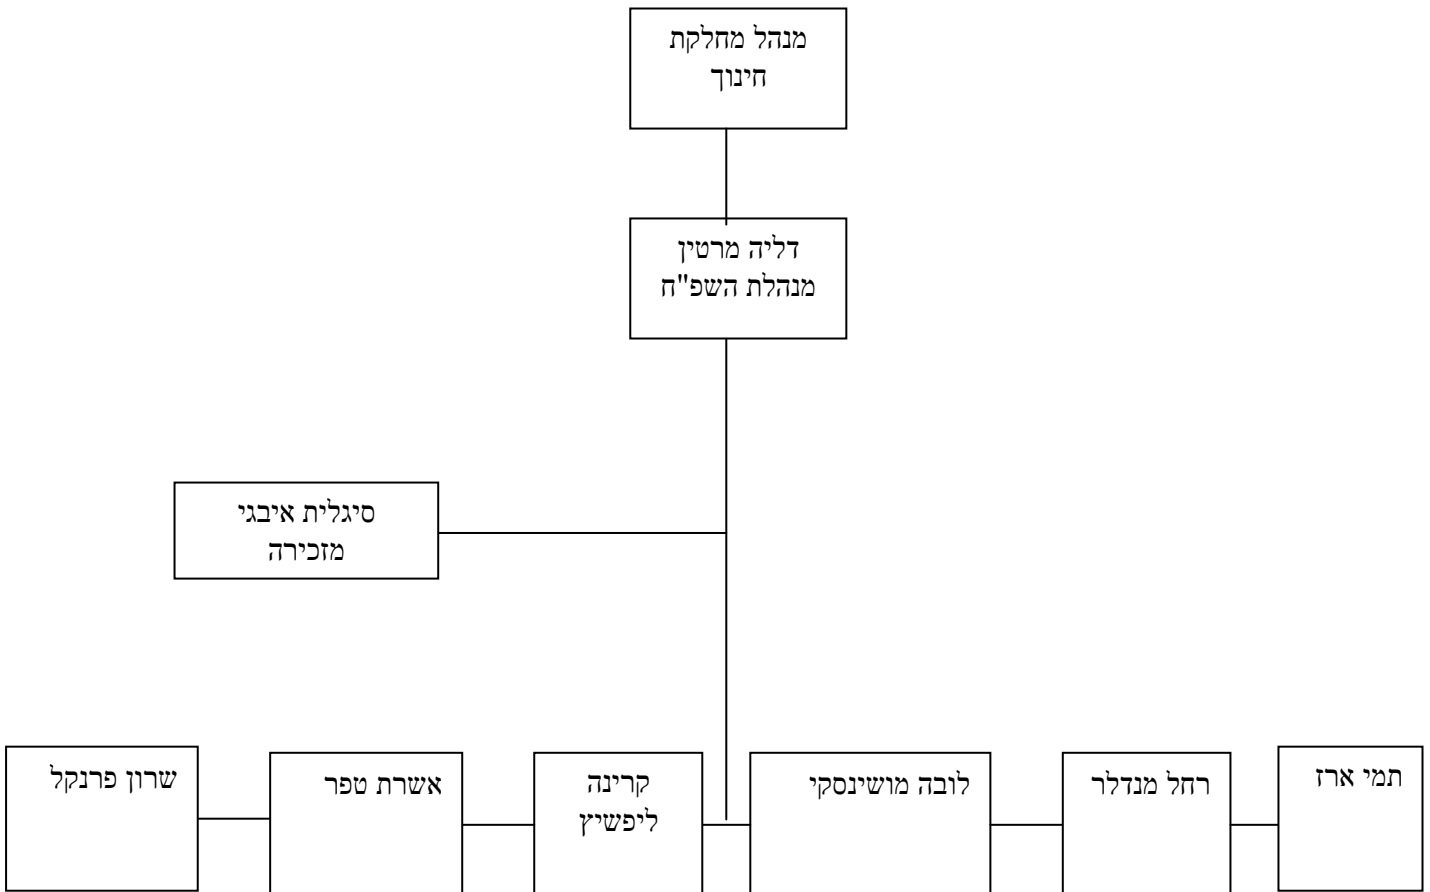 מנהל מחלקת
חינוך
דליה מרטין
מנהלת השפ"ח
סיגלית איבגי
מזכירה
תמי ארז
רחל מנדלר
לובה מושינסקי
קרינה
ליפשיץ
אשרת טפר
שרון פרנקל